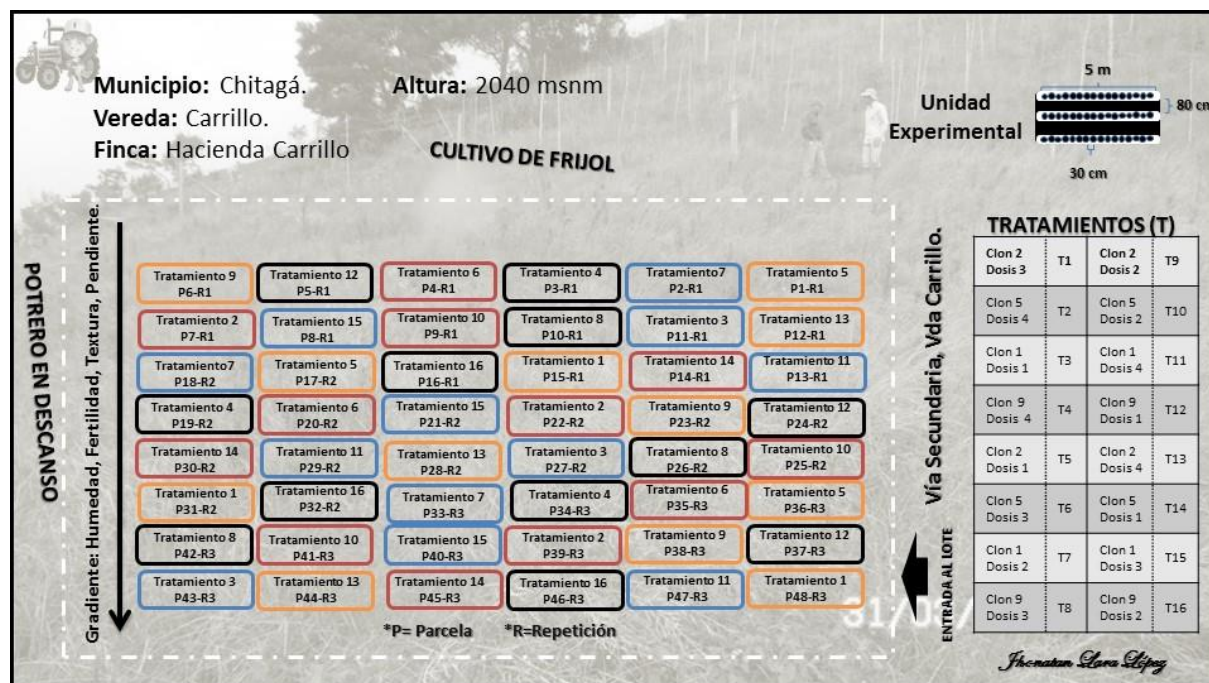 Municipio: Chitagá.
Altura: 2040 msnm
Vereda: Carrillo.
Finca: Hacienda Carrillo
CULTIVO DE FRIJOL
Unidad
Experimental
5 m
80 cm
30 cm
POTRERO EN DESCANSO
Gradiente: Humedad, Fertilidad, Textura, Pendiente.
Tratamiento 9
P6-R1
Tratamiento 12
P5-R1
Tratamiento 6
P4-R1
Tratamiento 4
P3-R1
Tratamiento7
P2-R1
Tratamiento 5
P1-R1
Tratamiento 2
P7-R1
Tratamiento 15
P8-R1
Tratamiento 10
P9-R1
Tratamiento 8
P10-R1
Tratamiento 3
P11-R1
Tratamiento 13
P12-R1
Tratamiento7
P18-R2
Tratamiento 5
P17-R2
Tratamiento 16
P16-R1
Tratamiento 1
P15-R1
Tratamiento 14
P14-R1
Tratamiento 11
P13-R1
Tratamiento 4
P19-R2
Tratamiento 6
P20-R2
Tratamiento 15
P21-R2
Tratamiento 2
P22-R2
Tratamiento 9
P23-R2
Tratamiento 12
P24-R2
Tratamiento 14
P30-R2
Tratamiento 11
P29-R2
Tratamiento 13
P28-R2
Tratamiento 3
P27-R2
Tratamiento 8
P26-R2
Tratamiento 10
P25-R2
Tratamiento 1
P31-R2
Tratamiento 16
P32-R2
Tratamiento 7
P33-R3
Tratamiento 4
P34-R3
Tratamiento 6
P35-R3
Tratamiento 5
P36-R3
Tratamiento 8
P42-R3
Tratamiento 10
P41-R3
Tratamiento 15
P40-R3
Tratamiento 2
P39-R3
Tratamiento 9
P38-R3
Tratamiento 12
P37-R3
Tratamiento 3
P43-R3
Tratamiento 13
P44-R3
Tratamiento 14
P45-R3
Tratamiento 16
P46-R3
Tratamiento 11
P47-R3
Tratamiento 1
P48-R3
*P= Parcela *R=Repetición
31/03/
Vía Secundaria, Vda Carrillo.
ENTRADA AL LOTE
TRATAMIENTOS (T)
Clon 2
Dosis 3
T1
Clon 2
Dosis 2
T9
Clon 5
Dosis 4
T2
Clon 5
Dosis 2
T10
Clon 1
Dosis 1
T3
Clon 1
Dosis 4
T11
Clon 9
Dosis 4
T4
Clon 9
Dosis 1
T12
Clon 2
Dosis 1
T5
Clon 2
Dosis 4
T13
Clon 5
Dosis 3
T6
Clon 5
Dosis 1
T14
Clon 1
Dosis 2
T7
Clon 1
Dosis 3
T15
Clon 9
Dosis 3
T8
Clon 9
Dosis 2
T16
Jhonatan Lara López